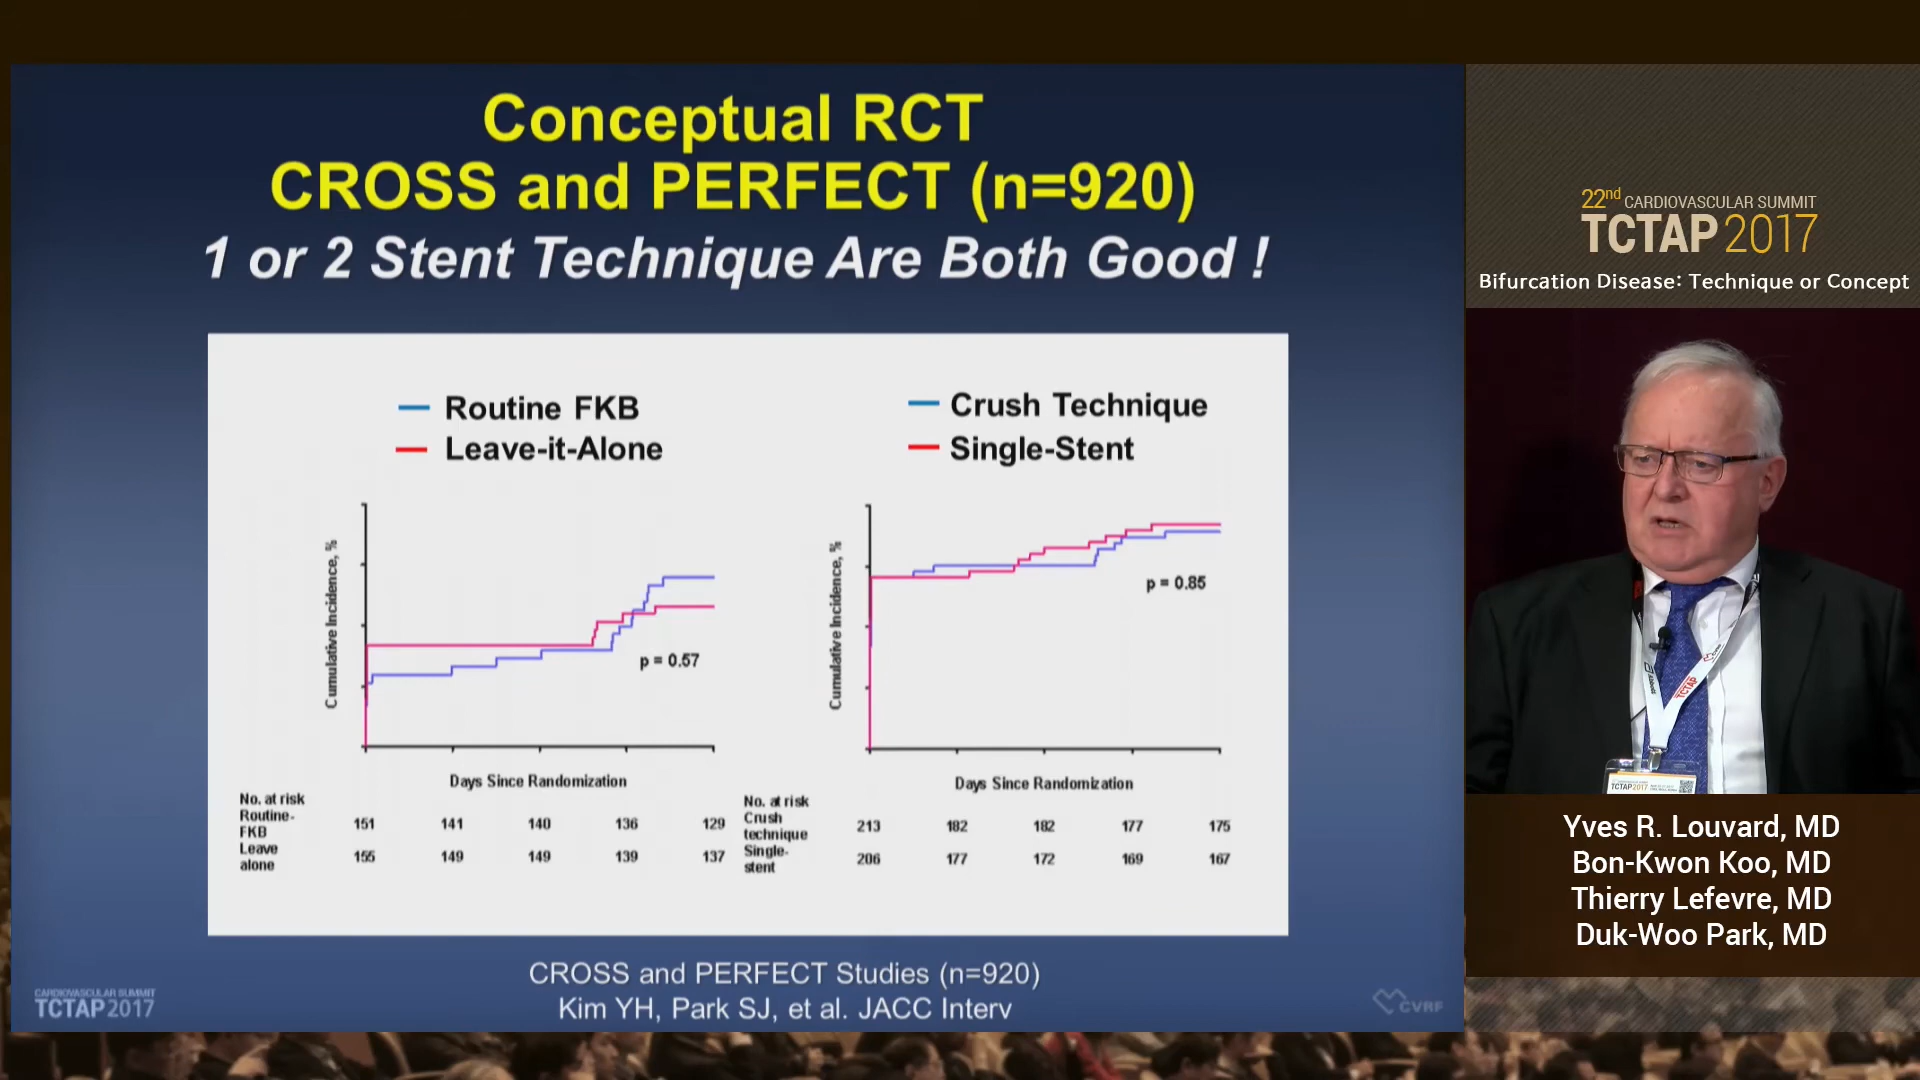 Conceptual RCT
CROSS and PERFECT (n=920)
1 or 2 Stent Technique Are Both Good !
Routine FKB
Leave-it-Alone
Cumulative Incidence, %
p = 0.57
Days Since Randomization
No. at risk
Routine-
FKB
151 141 140 136 129
Leave
alone
155 149 149 139 137
Crush Technique
Single-Stent
Cumulative Incidence, %
p = 0.85
Days Since Randomization
No. at risk
Crush
technique
213 182 182 177 175
Single-
stent
206 177 172 169 167
CROSS and PERFECT Studies (n=920)
Kim YH, Park SJ, et al. JACC Interv
CARDIOVASCULAR SUMMIT
TCTAP 2017
CVRF
22nd CARDIOVASCULAR SUMMIT
TCTAP 2017
Bifurcation Disease: Technique or Concept
TCTAP
TCTAP2017
Yves R. Louvard, MD
Bon-Kwon Koo, MD
Thierry Lefevre, MD
Duk-Woo Park, MD